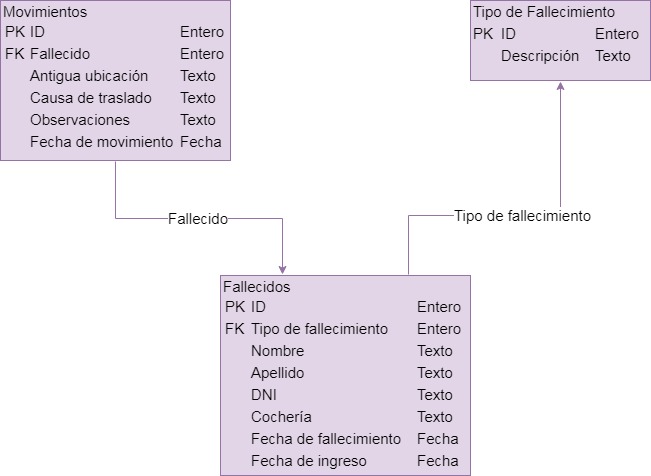 Movimientos
PK ID Entero
FK Fallecido Entero
Antigua ubicación Texto
Causa de traslado Texto
Observaciones Texto
Fecha de movimiento Fecha
Tipo de Fallecimiento
PK ID Entero
Descripción Texto
Fallecido
Tipo de fallecimiento
Fallecidos
PK ID Entero
FK Tipo de fallecimiento Entero
Nombre Texto
Apellido Texto
DNI Texto
Cochería Texto
Fecha de fallecimiento Fecha
Fecha de ingreso Fecha